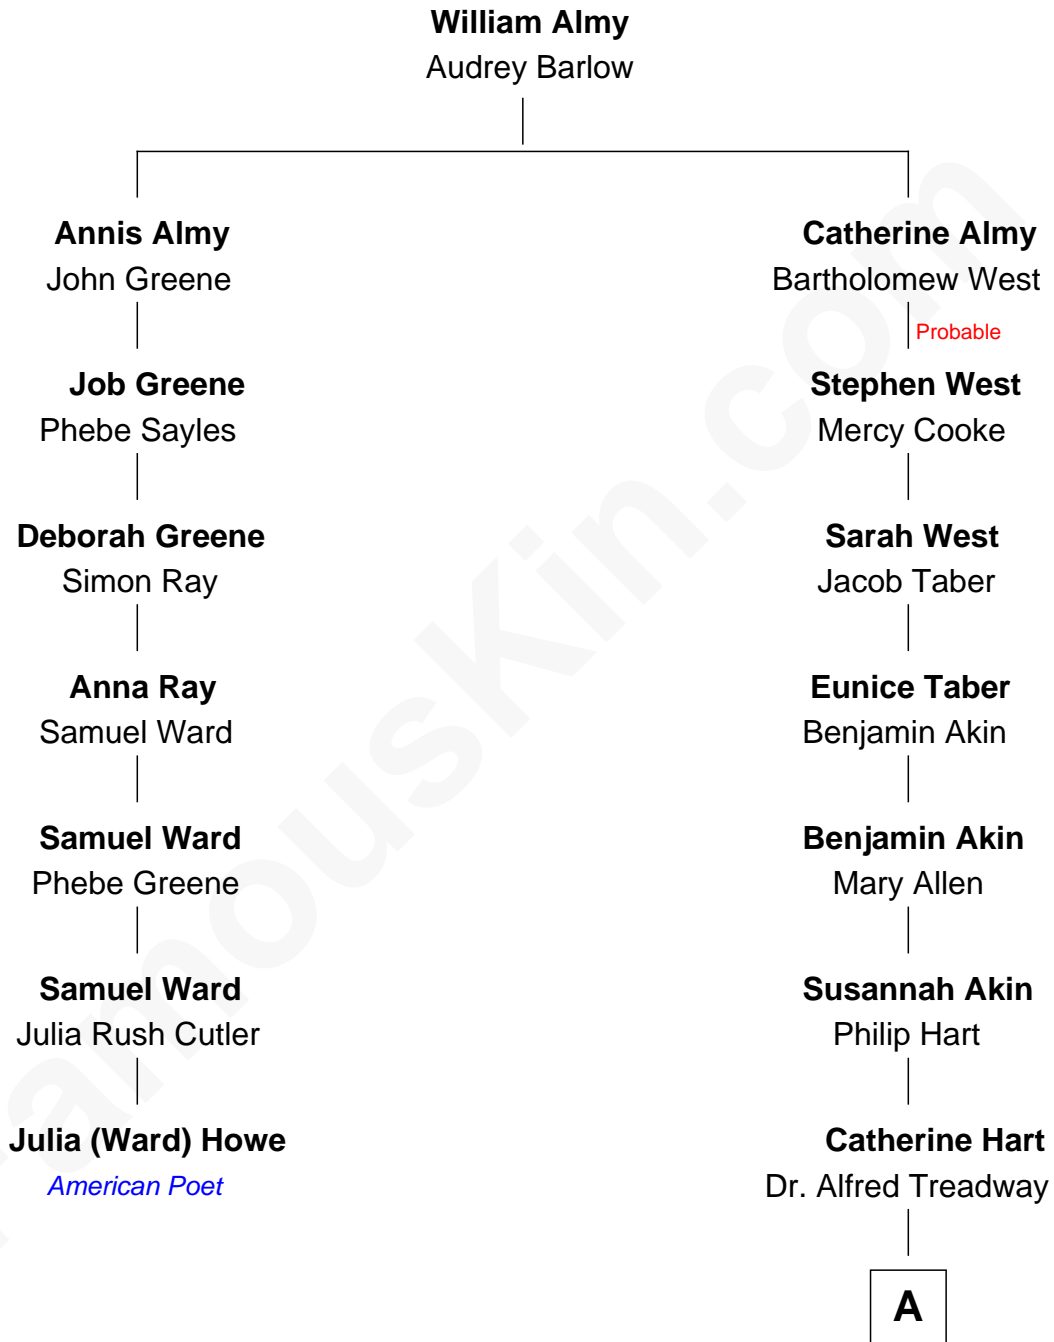 William Almy
Audrey Barlow
Annis Almy
John Greene
Catherine Almy
Bartholomew West
Probable
Job Greene
Phebe Sayles
Stephen West
Mercy Cooke
Deborah Greene
Simon Ray
Sarah West
Jacob Taber
Anna Ray
Samuel Ward
Eunice Taber
Benjamin Akin
Samuel Ward
Phebe Greene
Benjamin Akin
Mary Allen
Samuel Ward
Julia Rush Cutler
Susannah Akin
Philip Hart
Julia (Ward) Howe
American Poet
Catherine Hart
Dr. Alfred Treadway
A
FamousKin.com